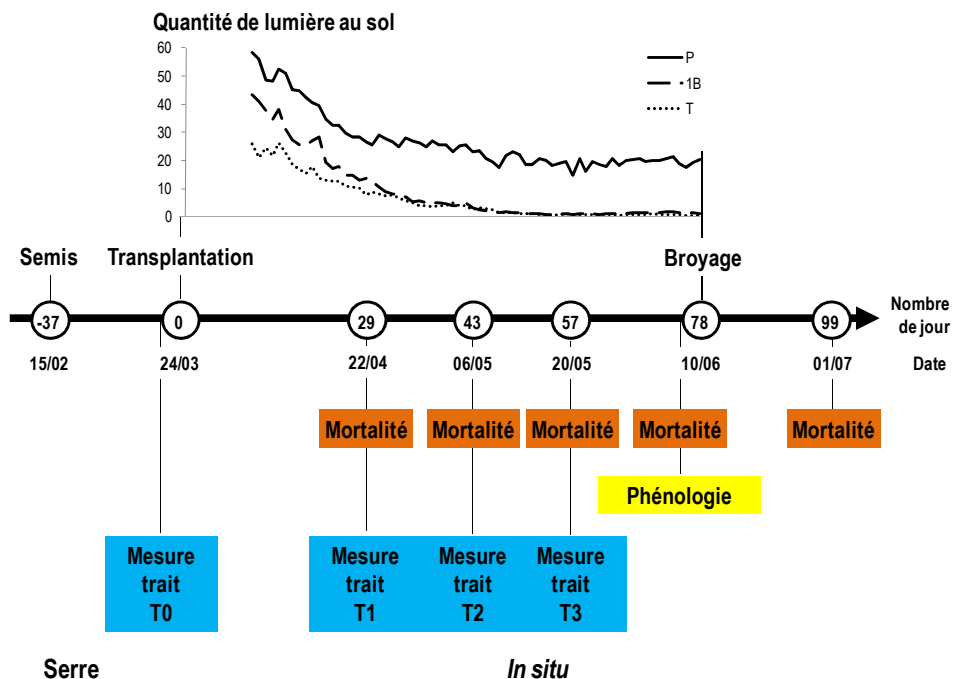 Quantité de lumière au sol
60
50
40
30
20
10
0
P
1B
T
Semis
Transplantation
Broyage
-37
0
29
43
57
78
99
Nombre
de jour
15/02
24/03
22/04
06/05
20/05
10/06
01/07
Date
Mortalité
Mortalité
Mortalité
Mortalité
Mortalité
Phénologie
Mesure
trait
T0
Mesure
trait
T1
Mesure
trait
T2
Mesure
trait
T3
Serre
In situ